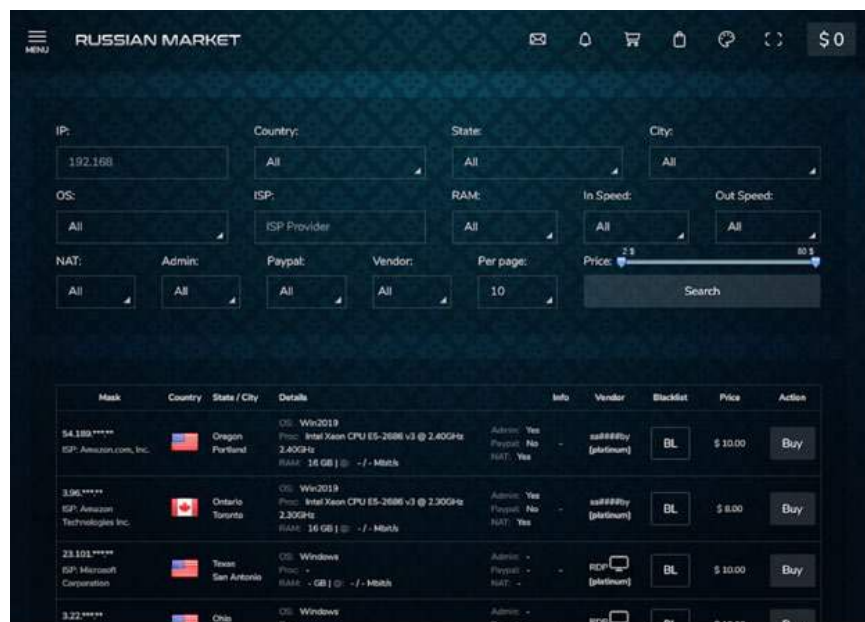 MENU
RUSSIAN MARKET
$ 0
IP: Country: State: City:
192.168 All All All
OS: ISP: RAM: In Speed: Out Speed:
All ISP Provider All All All
NAT: Admin: Paypal: Vendor: Per page: Price: 2 $ 80 $
All All All All 10 Search
Mask Country State / City Details Info Vendor Blacklist Price Action
54.189.***.** Oregon OS: Win2019 Admin: Yes
ISP: Amazon.com, Inc. Portland Proc: Intel Xeon CPU E5-2686 v3 @ 2.40GHz Paypal: No - [platinum] BL $ 10.00 Buy
2.40GHz NAT: Yes
RAM: 16 GB | - / - Mbit/s
3.96.***.** Ontario OS: Win2019 Admin: Yes
ISP: Amazon Toronto Proc: Intel Xeon CPU E5-2686 v3 @ 2.30GHz Paypal: No - [platinum] BL $ 8.00 Buy
Technologies Inc. 2.30GHz NAT: Yes
RAM: 16 GB | - / - Mbit/s
23.101.***.** Texas OS: Windows Admin: - RDP
ISP: Microsoft San Antonio Proc: - Paypal: - - [platinum] BL $ 10.00 Buy
Corporation RAM: - GB | - / - Mbit/s NAT: -
3.22.***.** Ohio OS: Windows Admin: -